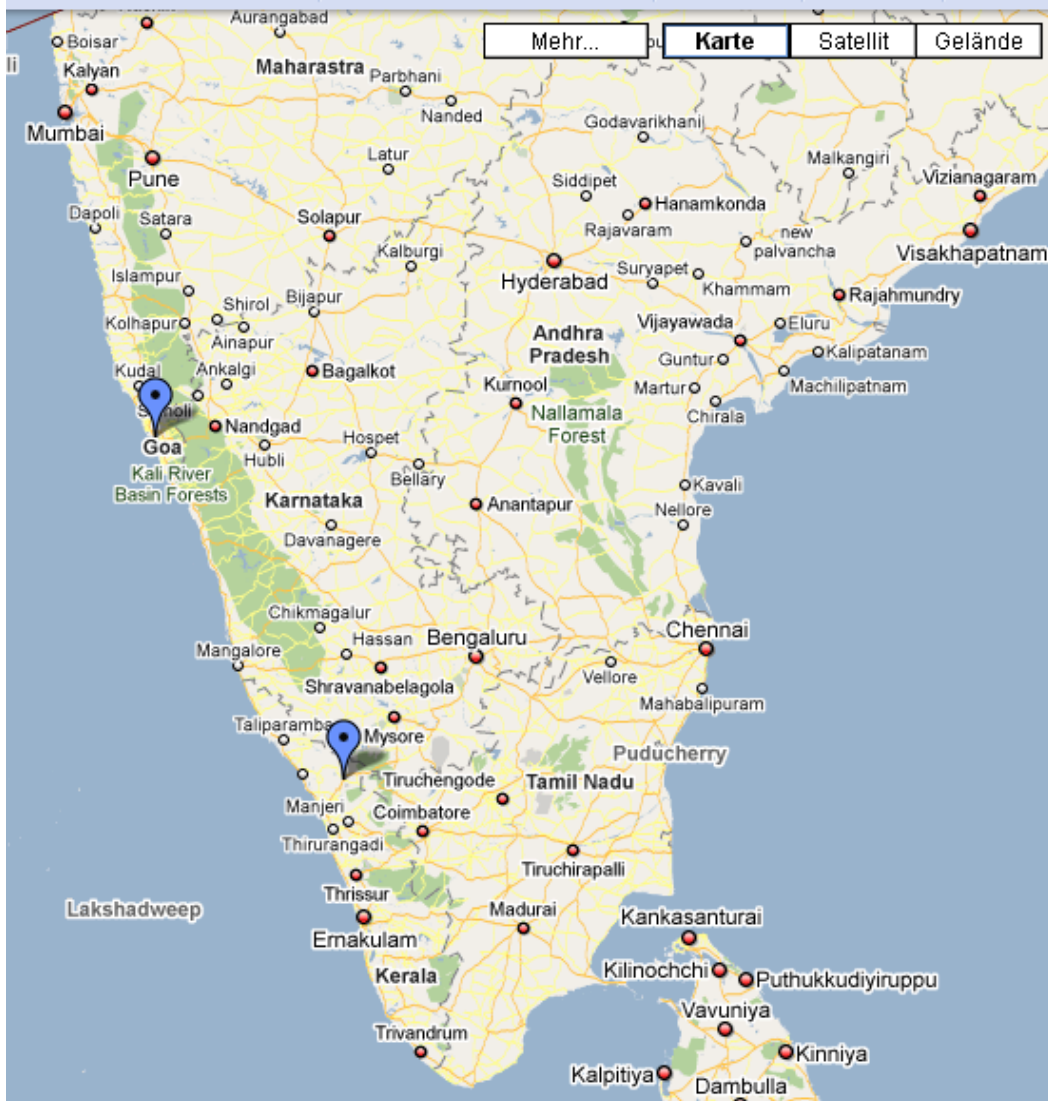 Aurangabad
Mehr...
Karte
Satellit
Gelände
Boisar
Kalyan
Maharastra
Parbhani
Nanded
Mumbai
Godavarikhani
Pune
Latur
Malkangiri
Siddipet
Vizianagaram
Hanamkonda
Dapoli
Satara
Solapur
Rajavaram
new
palvancha
Visakhapatnam
Kalburgi
Hyderabad
Suryapet
Khammam
Islampur
Shirol
Bijapur
Rajahmundry
Kolhapur
Ainapur
Andhra
Pradesh
Vijayawada
Eluru
Guntur
Kalipatanam
Kudal
Ankalgi
Bagalkot
Kurnool
Martur
Machilipatnam
Chirala
Nallamala
Forest
Nandgad
Goa
Hubli
Hospet
Kali River
Basin Forests
Bellary
Karnataka
Kavali
Anantapur
Nellore
Davanagere
Chikmagalur
Mangalore
Hassan
Bengaluru
Chennai
Shravanabelagola
Vellore
Mahabalipuram
Mysore
Puducherry
Tiruchengode
Tamil Nadu
Manjeri
Coimbatore
Thirurangadi
Tiruchirapalli
Thrissur
Lakshadweep
Madurai
Kankasanturai
Ernakulam
Kerala
Kilinochchi
Puthukkudiyiruppu
Vavuniya
Trivandrum
Kinniya
Kalpitiya
Dambulla